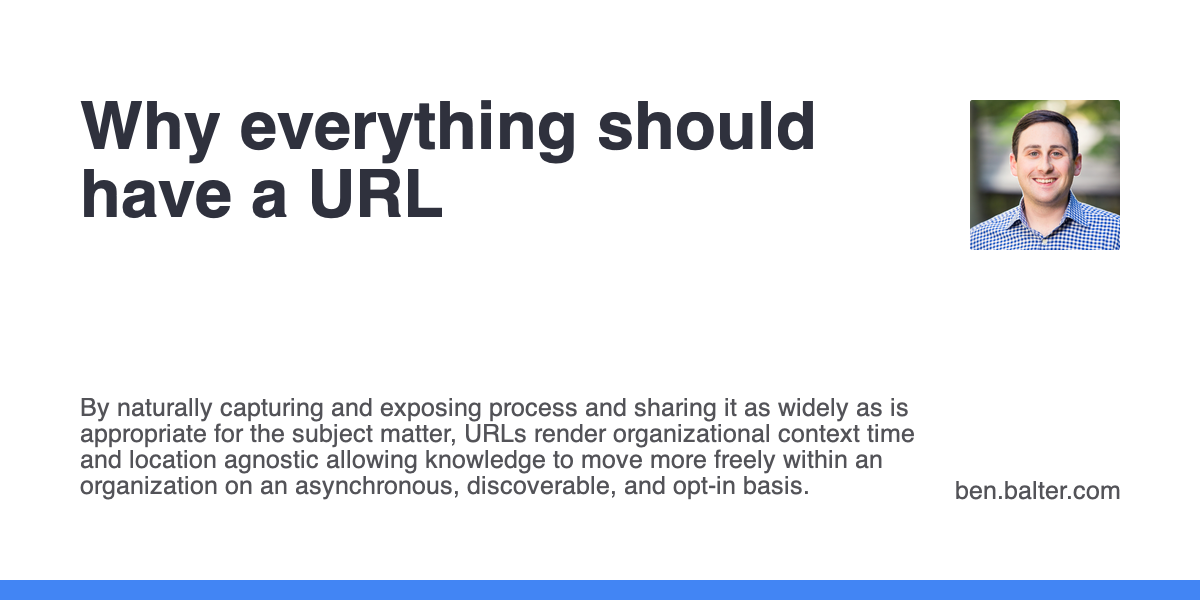 Why everything should
have a URL
By naturally capturing and exposing process and sharing it as widely as is
appropriate for the subject matter, URLs render organizational context time
and location agnostic allowing knowledge to move more freely within an
organization on an asynchronous, discoverable, and opt-in basis.
ben.balter.com